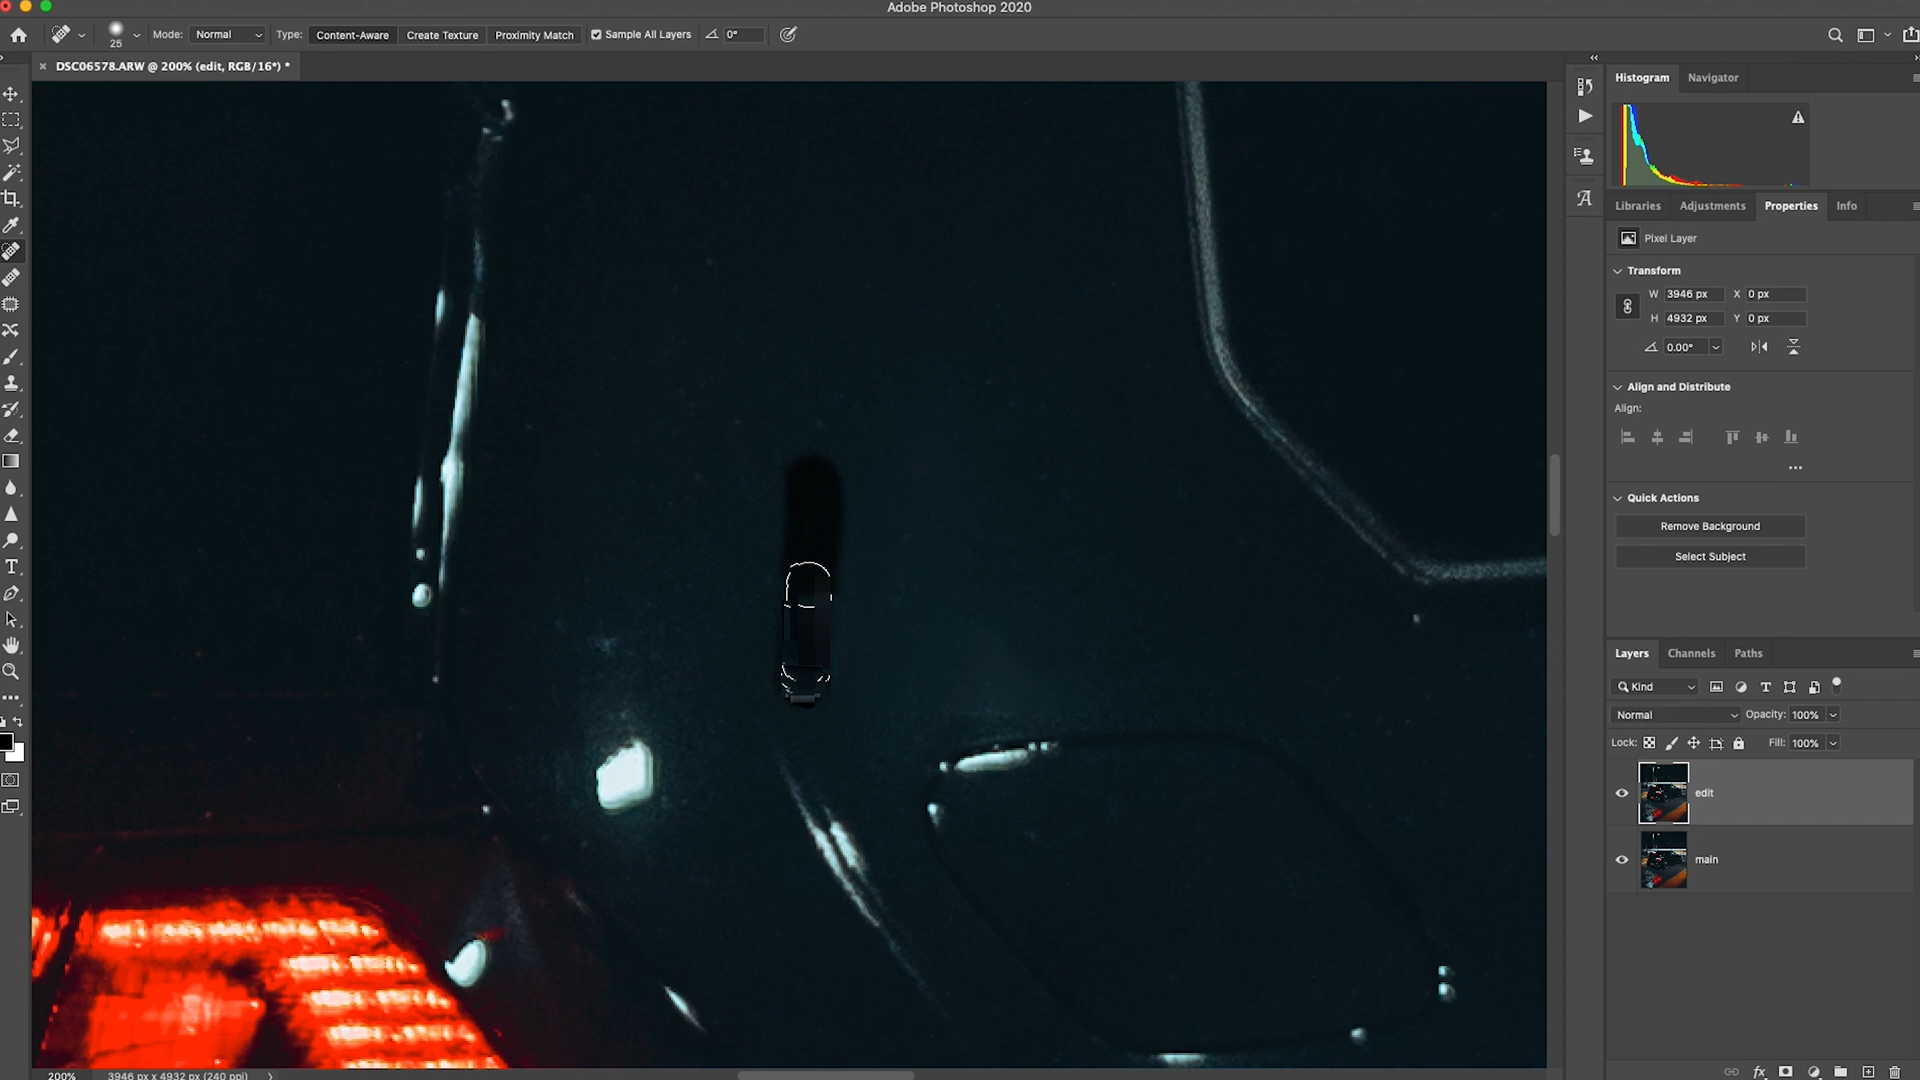 Adobe Photoshop 2020
25
Mode: Normal Type: Content-Aware Create Texture Proximity Match Sample All Layers 0°
DSC06578.ARW @ 200% (edit, RGB/16*) *
Histogram Navigator
Libraries Adjustments Properties Info
Pixel Layer
Transform
W 3946 px X 0 px
H 4932 px Y 0 px
0.00°
Align and Distribute
Align:
Quick Actions
Remove Background
Select Subject
Layers Channels Paths
Kind
Normal Opacity: 100%
Lock: Fill: 100%
edit
main
200% 3946 px x 4932 px (240 ppi)